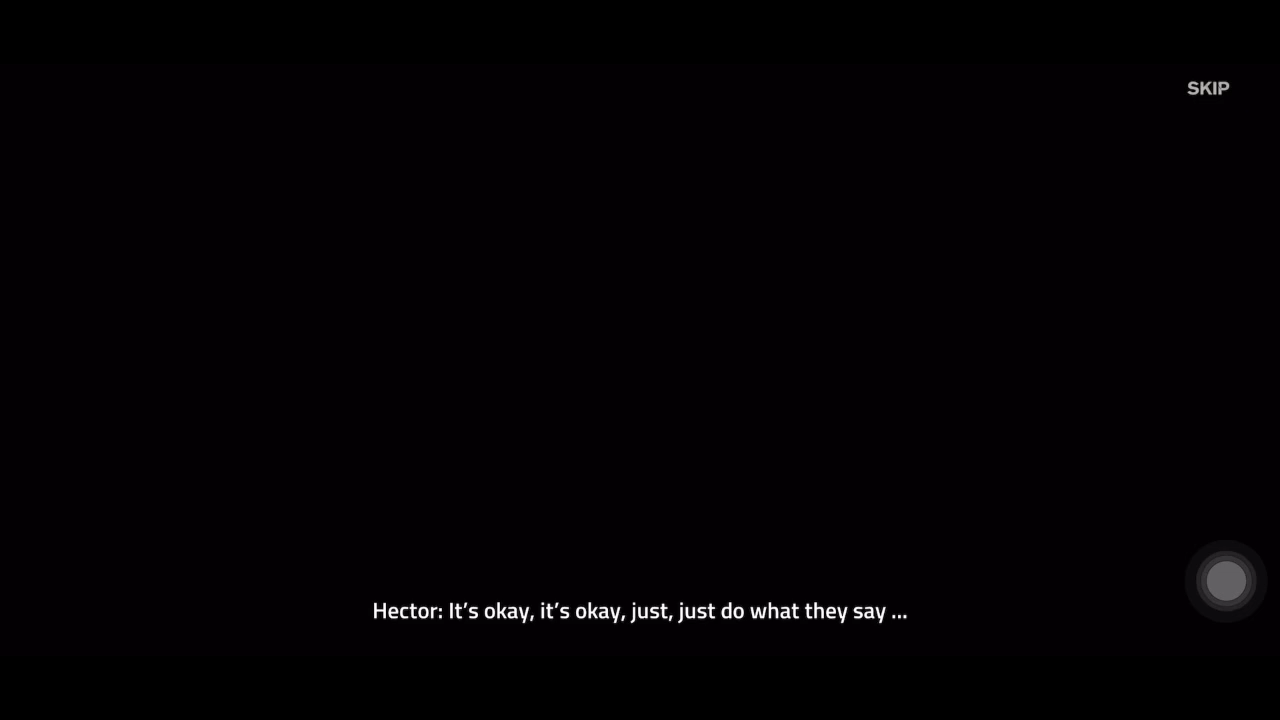 SKIP
Hector: It’s okay, it’s okay, just, just do what they say ...